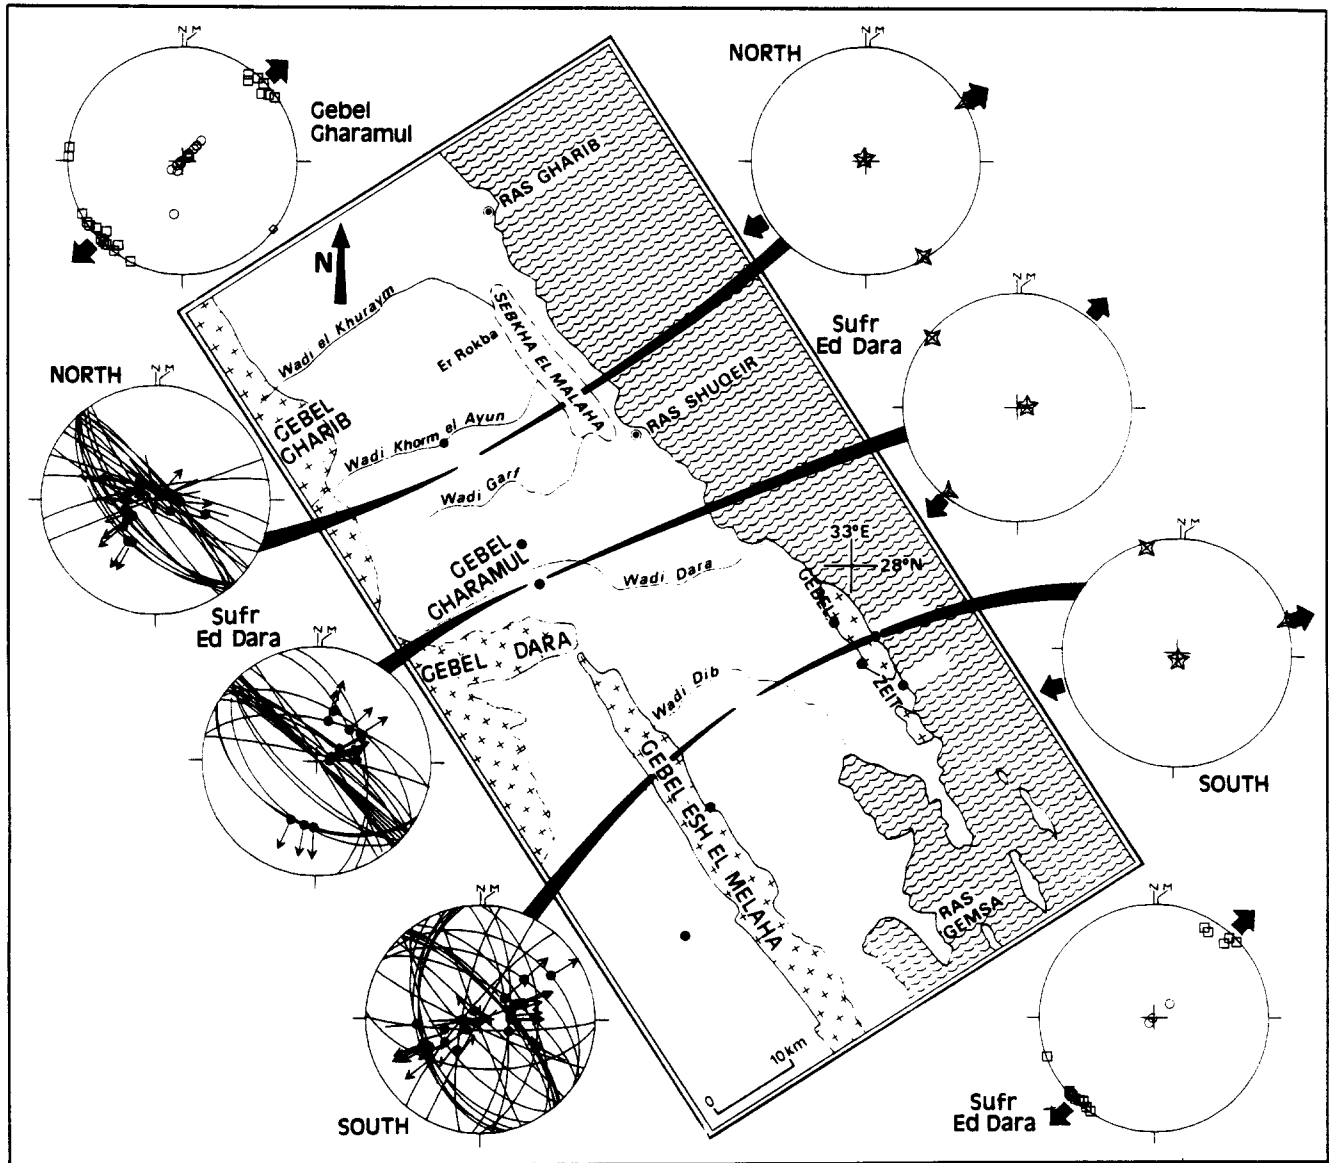 N M
Gebel
Gharamul
NORTH
N M
RAS GHARIB
N
Wadi el Khuraym
SEBKHA EL MALAHA
Er Rokba
N M
Sufr
Ed Dara
NORTH
N M
GEBEL
GHARIB
RAS SHUQEIR
Wadi Khorm el Ayun
Wadi Garf
33°E
28°N
GEBEL
GHARAMUL
Wadi Dara
GEBEL
ZEIT
N M
Sufr
Ed Dara
N M
GEBEL DARA
Wadi Dib
SOUTH
GEBEL ESH EL MELAHA
N M
RAS
GEMSA
N M
0
10km
SOUTH
Sufr
Ed Dara